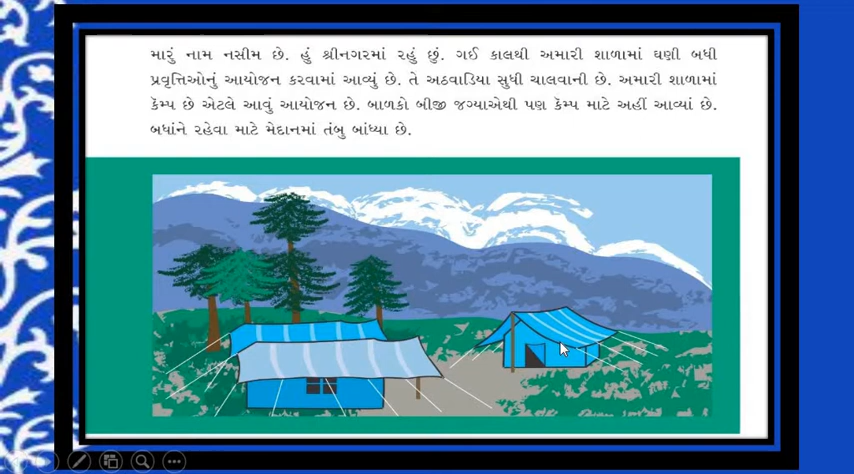 મારું નામ નસીમ છે. હું શ્રીનગરમાં રહું છું. ગઈ કાલથી અમારી શાળામાં ઘણી બધી
પ્રવૃત્તિઓનું આયોજન કરવામાં આવ્યું છે. તે અઠવાડિયા સુધી ચાલવાની છે. અમારી શાળામાં
કેમ્પ છે એટલે આવું આયોજન છે. બાળકો બીજી જગ્યાએથી પણ કેમ્પ માટે અહીં આવ્યાં છે.
બધાંને રહેવા માટે મેદાનમાં તંબુ બાંધ્યા છે.